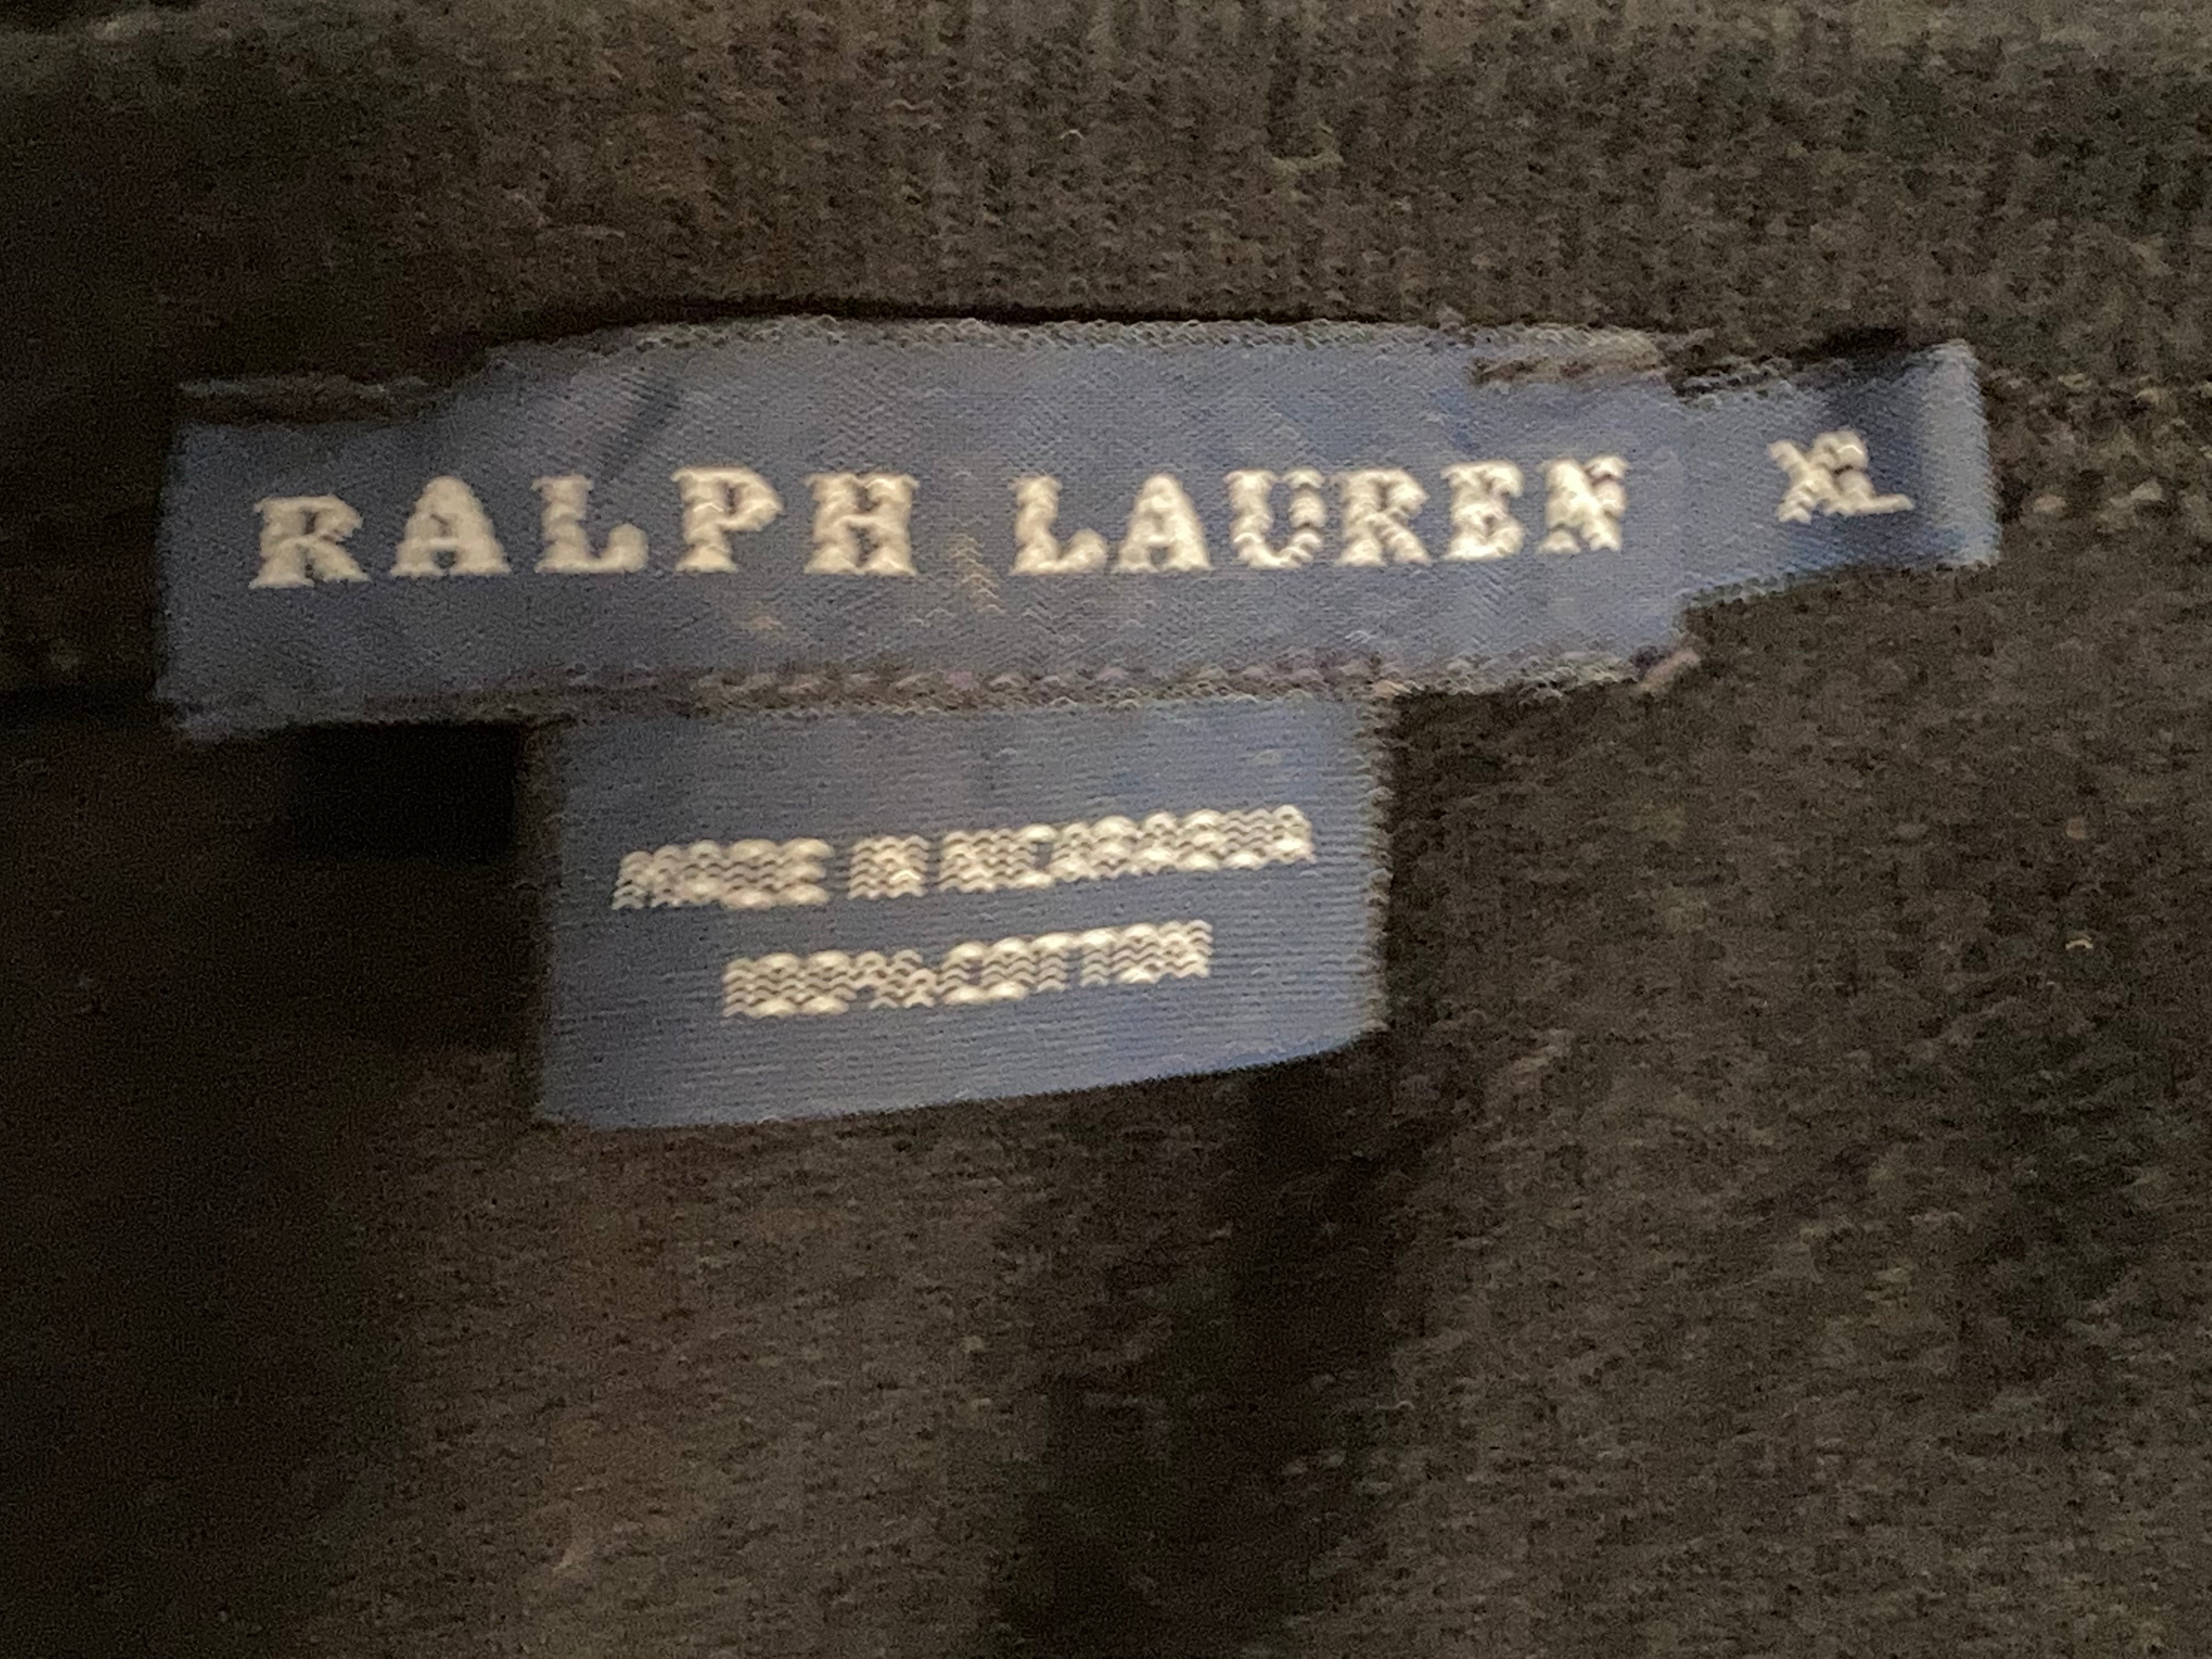 RALPH LAUREN XL
MADE IN NICARAGUA
100% COTTON